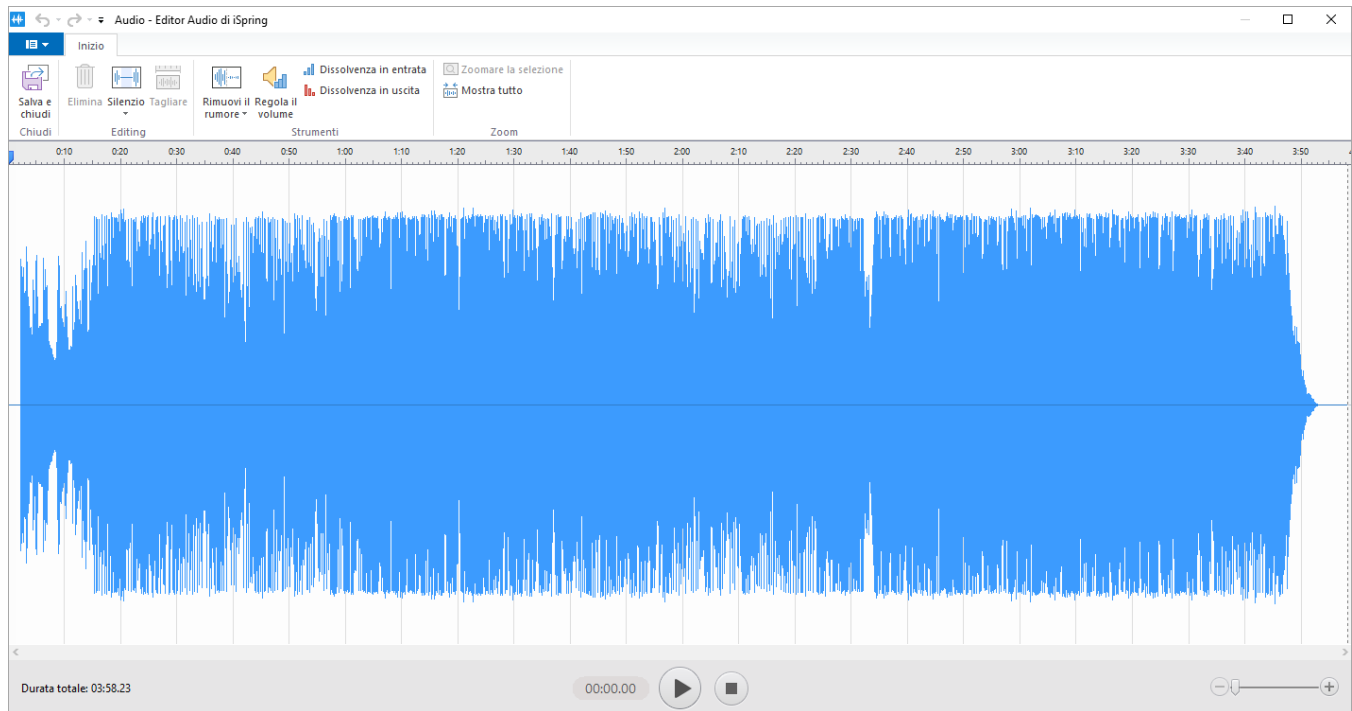 Audio - Editor Audio di iSpring
Inizio
Salva e chiudi
Elimina
Silenzio
Tagliare
Rimuovi il rumore
Regola il volume
Dissolvenza in entrata
Dissolvenza in uscita
Zoomare la selezione
Mostra tutto
Chiudi
Editing
Strumenti
Zoom
0:10 0:20 0:30 0:40 0:50 1:00 1:10 1:20 1:30 1:40 1:50 2:00 2:10 2:20 2:30 2:40 2:50 3:00 3:10 3:20 3:30 3:40 3:50
Durata totale: 03:58.23
00:00.00